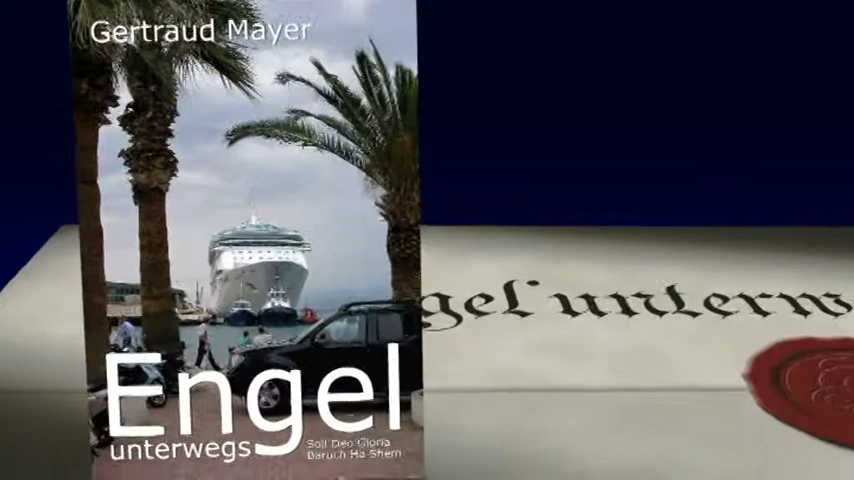 Gertraud Mayer
gel unterw
Engel
unterwegs
Soli Deo Gloria
Baruch Ha-Shem